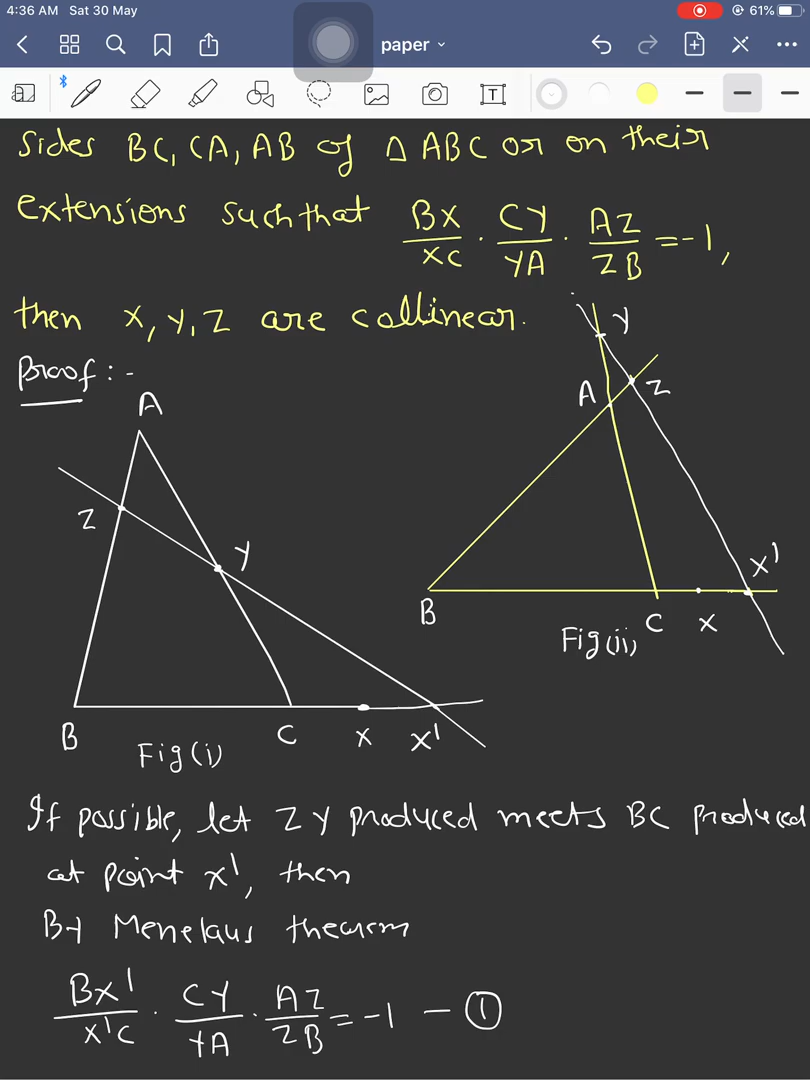 4:36 AM Sat 30 May 61%
paper
T
Sides BC, CA, AB of Δ ABC or on their
extensions such that BX/XC · CY/YA · AZ/ZB = -1,
then X, Y, Z are collinear.
Proof :-
A
Z
Y
B
C
X
X'
Fig(i)
Y
A
Z
X'
B
C
X
Fig(ii)
If possible, let ZY produced meets BC produced
at point X', then
By Menelaus theorem
BX'/X'C · CY/YA · AZ/ZB = -1 - ①